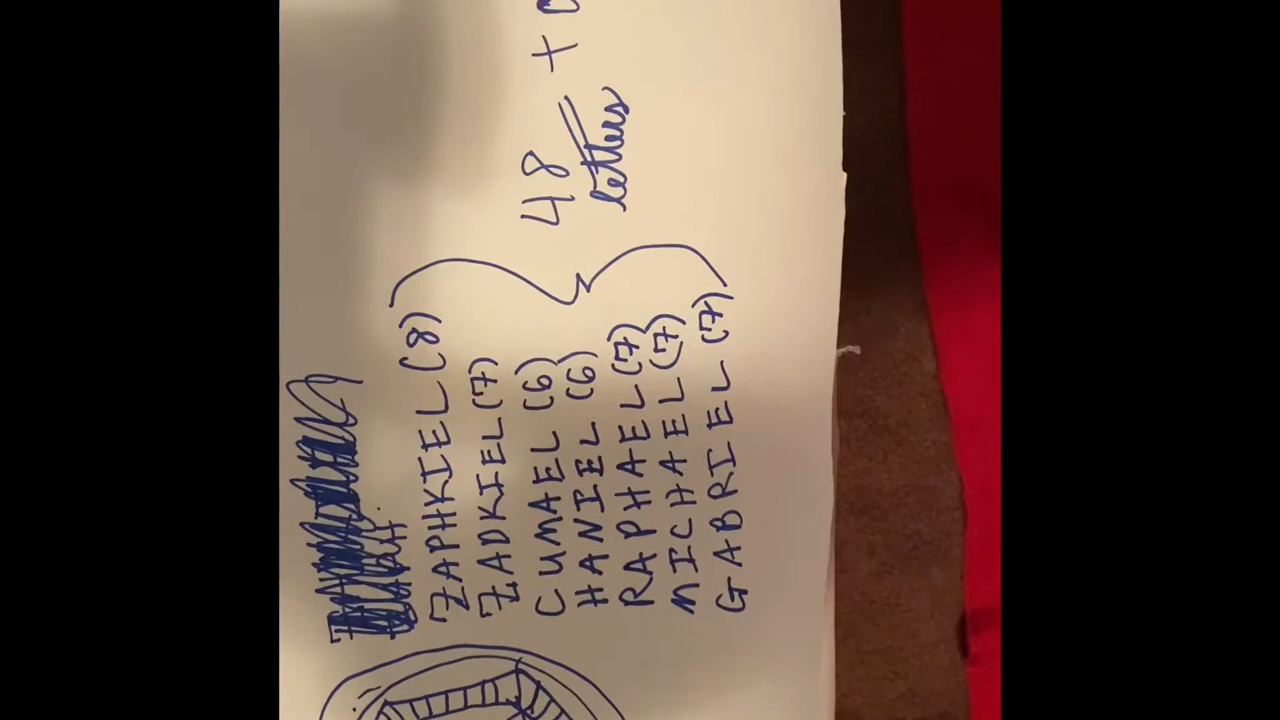 ZAPHKIEL (8)
ZADKIEL (7)
CUMAEL (6)
HANIEL (6)
RAPHAEL (7)
MICHAEL (7)
GABRIEL (7)
48 +
letters